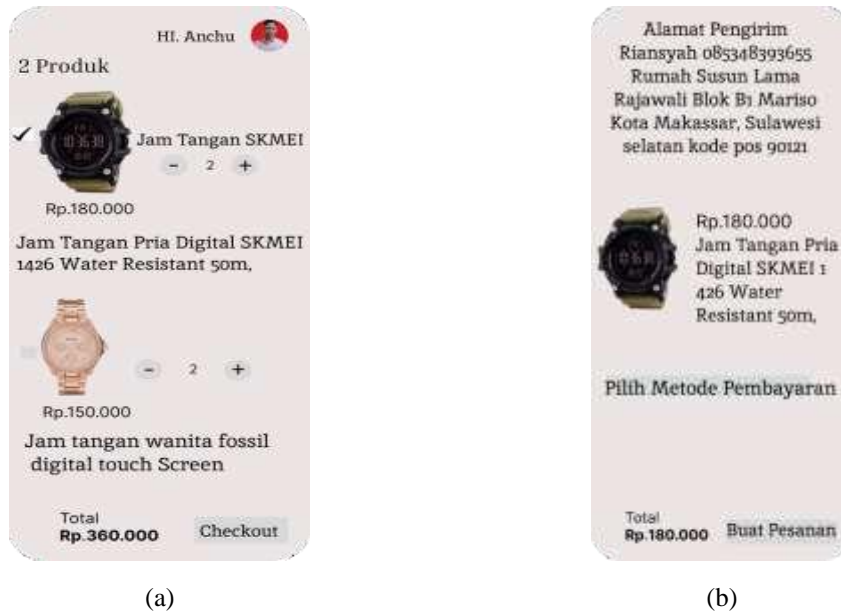 HI. Anchu
2 Produk
Jam Tangan SKMEI
- 2 +
Rp.180.000
Jam Tangan Pria Digital SKMEI
1426 Water Resistant 50m,
- 2 +
Rp.150.000
Jam tangan wanita fossil
digital touch Screen
Total
Rp.360.000
Checkout
(a)
Alamat Pengirim
Riansyah 085348393655
Rumah Susun Lama
Rajawali Blok B1 Mariso
Kota Makassar, Sulawesi
selatan kode pos 90121
Rp.180.000
Jam Tangan Pria
Digital SKMEI 1
426 Water
Resistant 50m,
Pilih Metode Pembayaran
Total
Rp.180.000
Buat Pesanan
(b)